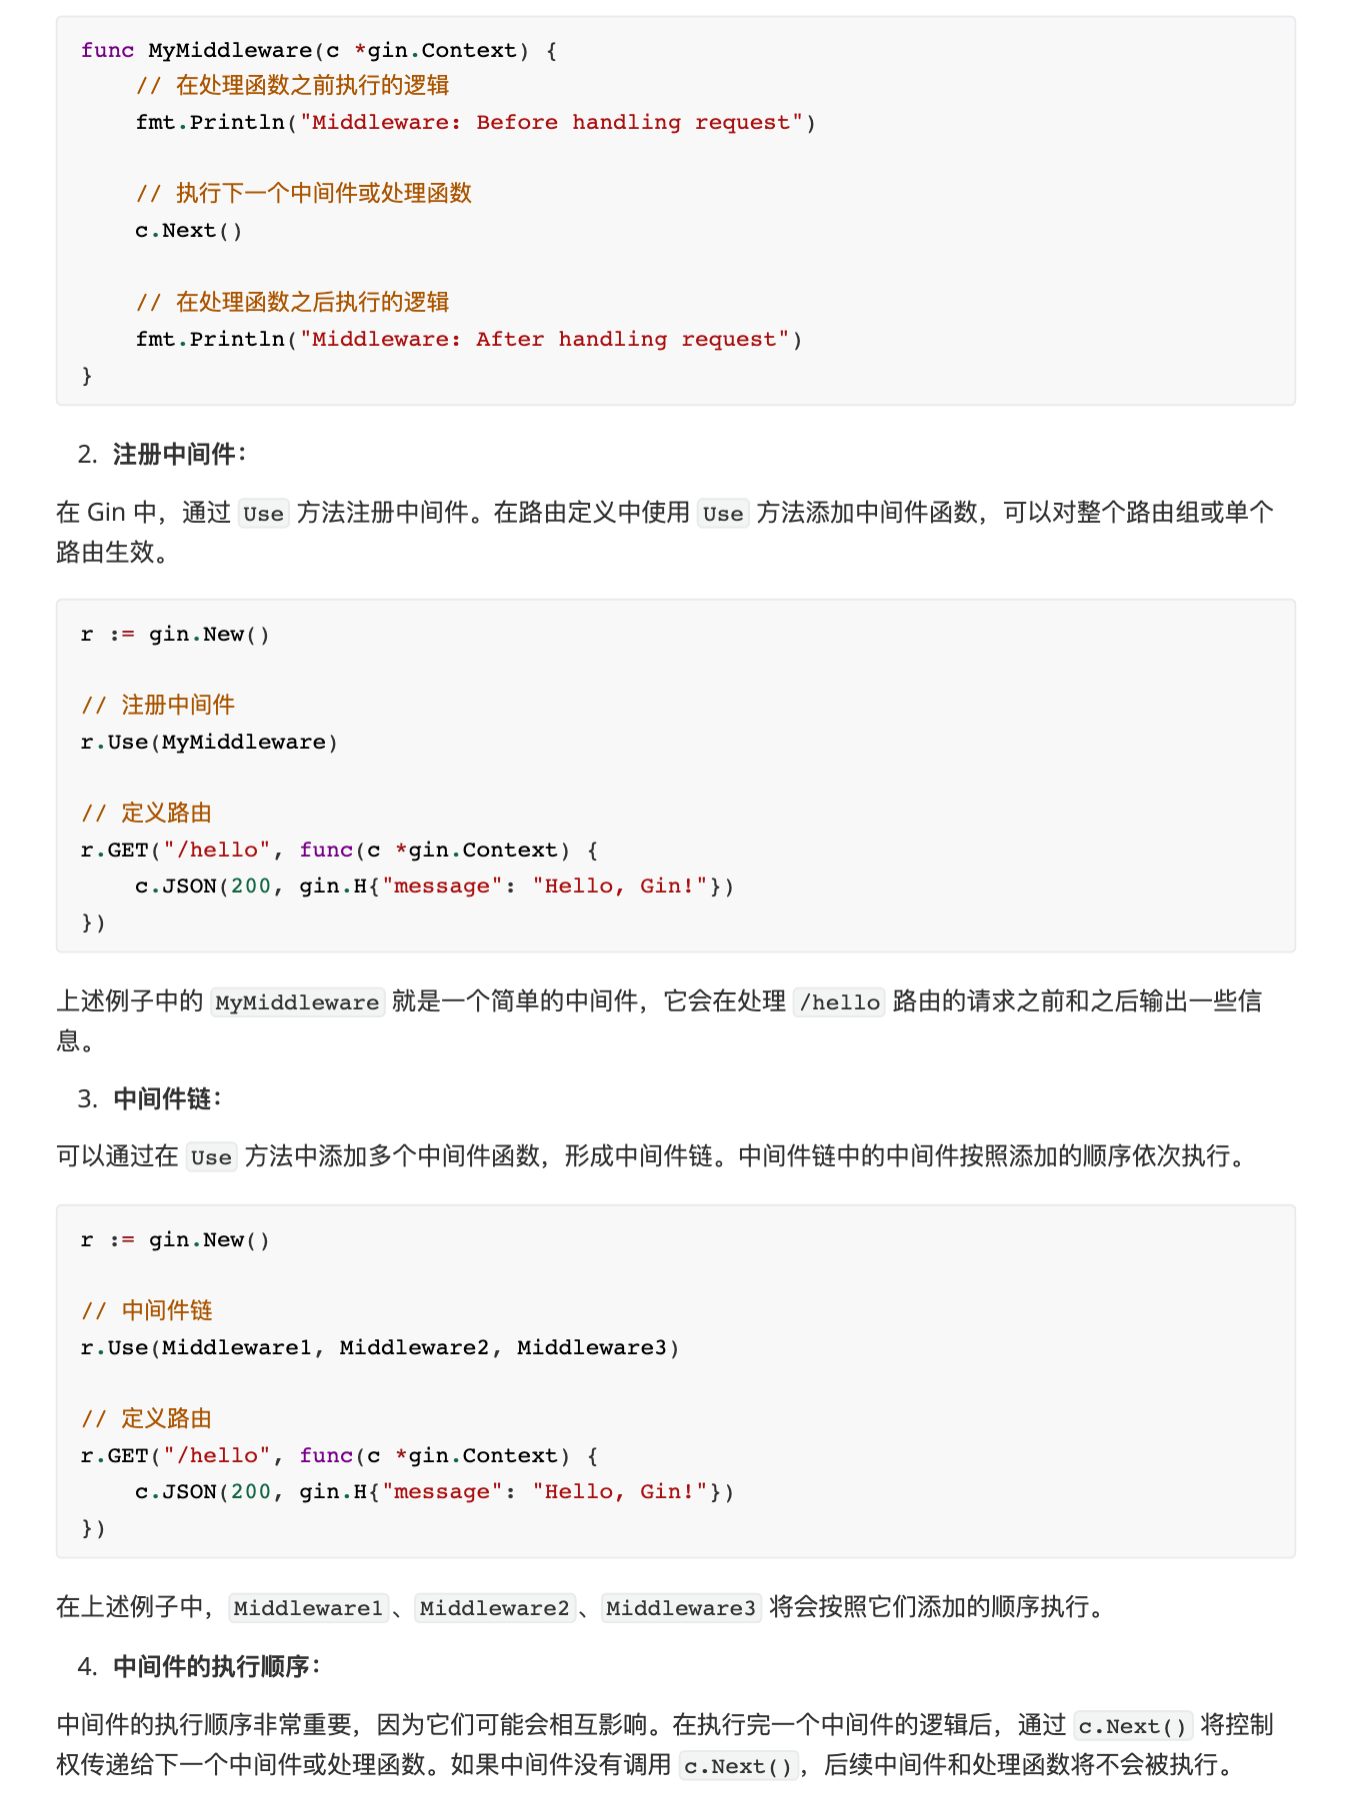 func MyMiddleware(c *gin.Context) {
    // 在处理函数之前执行的逻辑
    fmt.Println("Middleware: Before handling request")

    // 执行下一个中间件或处理函数
    c.Next()

    // 在处理函数之后执行的逻辑
    fmt.Println("Middleware: After handling request")
}
2. 注册中间件：
在 Gin 中，通过 Use 方法注册中间件。在路由定义中使用 Use 方法添加中间件函数，可以对整个路由组或单个
路由生效。
r := gin.New()

// 注册中间件
r.Use(MyMiddleware)

// 定义路由
r.GET("/hello", func(c *gin.Context) {
    c.JSON(200, gin.H{"message": "Hello, Gin!"})
})
上述例子中的 MyMiddleware 就是一个简单的中间件，它会在处理 /hello 路由的请求之前和之后输出一些信
息。
3. 中间件链：
可以通过在 Use 方法中添加多个中间件函数，形成中间件链。中间件链中的中间件按照添加的顺序依次执行。
r := gin.New()

// 中间件链
r.Use(Middleware1, Middleware2, Middleware3)

// 定义路由
r.GET("/hello", func(c *gin.Context) {
    c.JSON(200, gin.H{"message": "Hello, Gin!"})
})
在上述例子中，Middleware1、Middleware2、Middleware3 将会按照它们添加的顺序执行。
4. 中间件的执行顺序：
中间件的执行顺序非常重要，因为它们可能会相互影响。在执行完一个中间件的逻辑后，通过 c.Next() 将控制
权传递给下一个中间件或处理函数。如果中间件没有调用 c.Next()，后续中间件和处理函数将不会被执行。